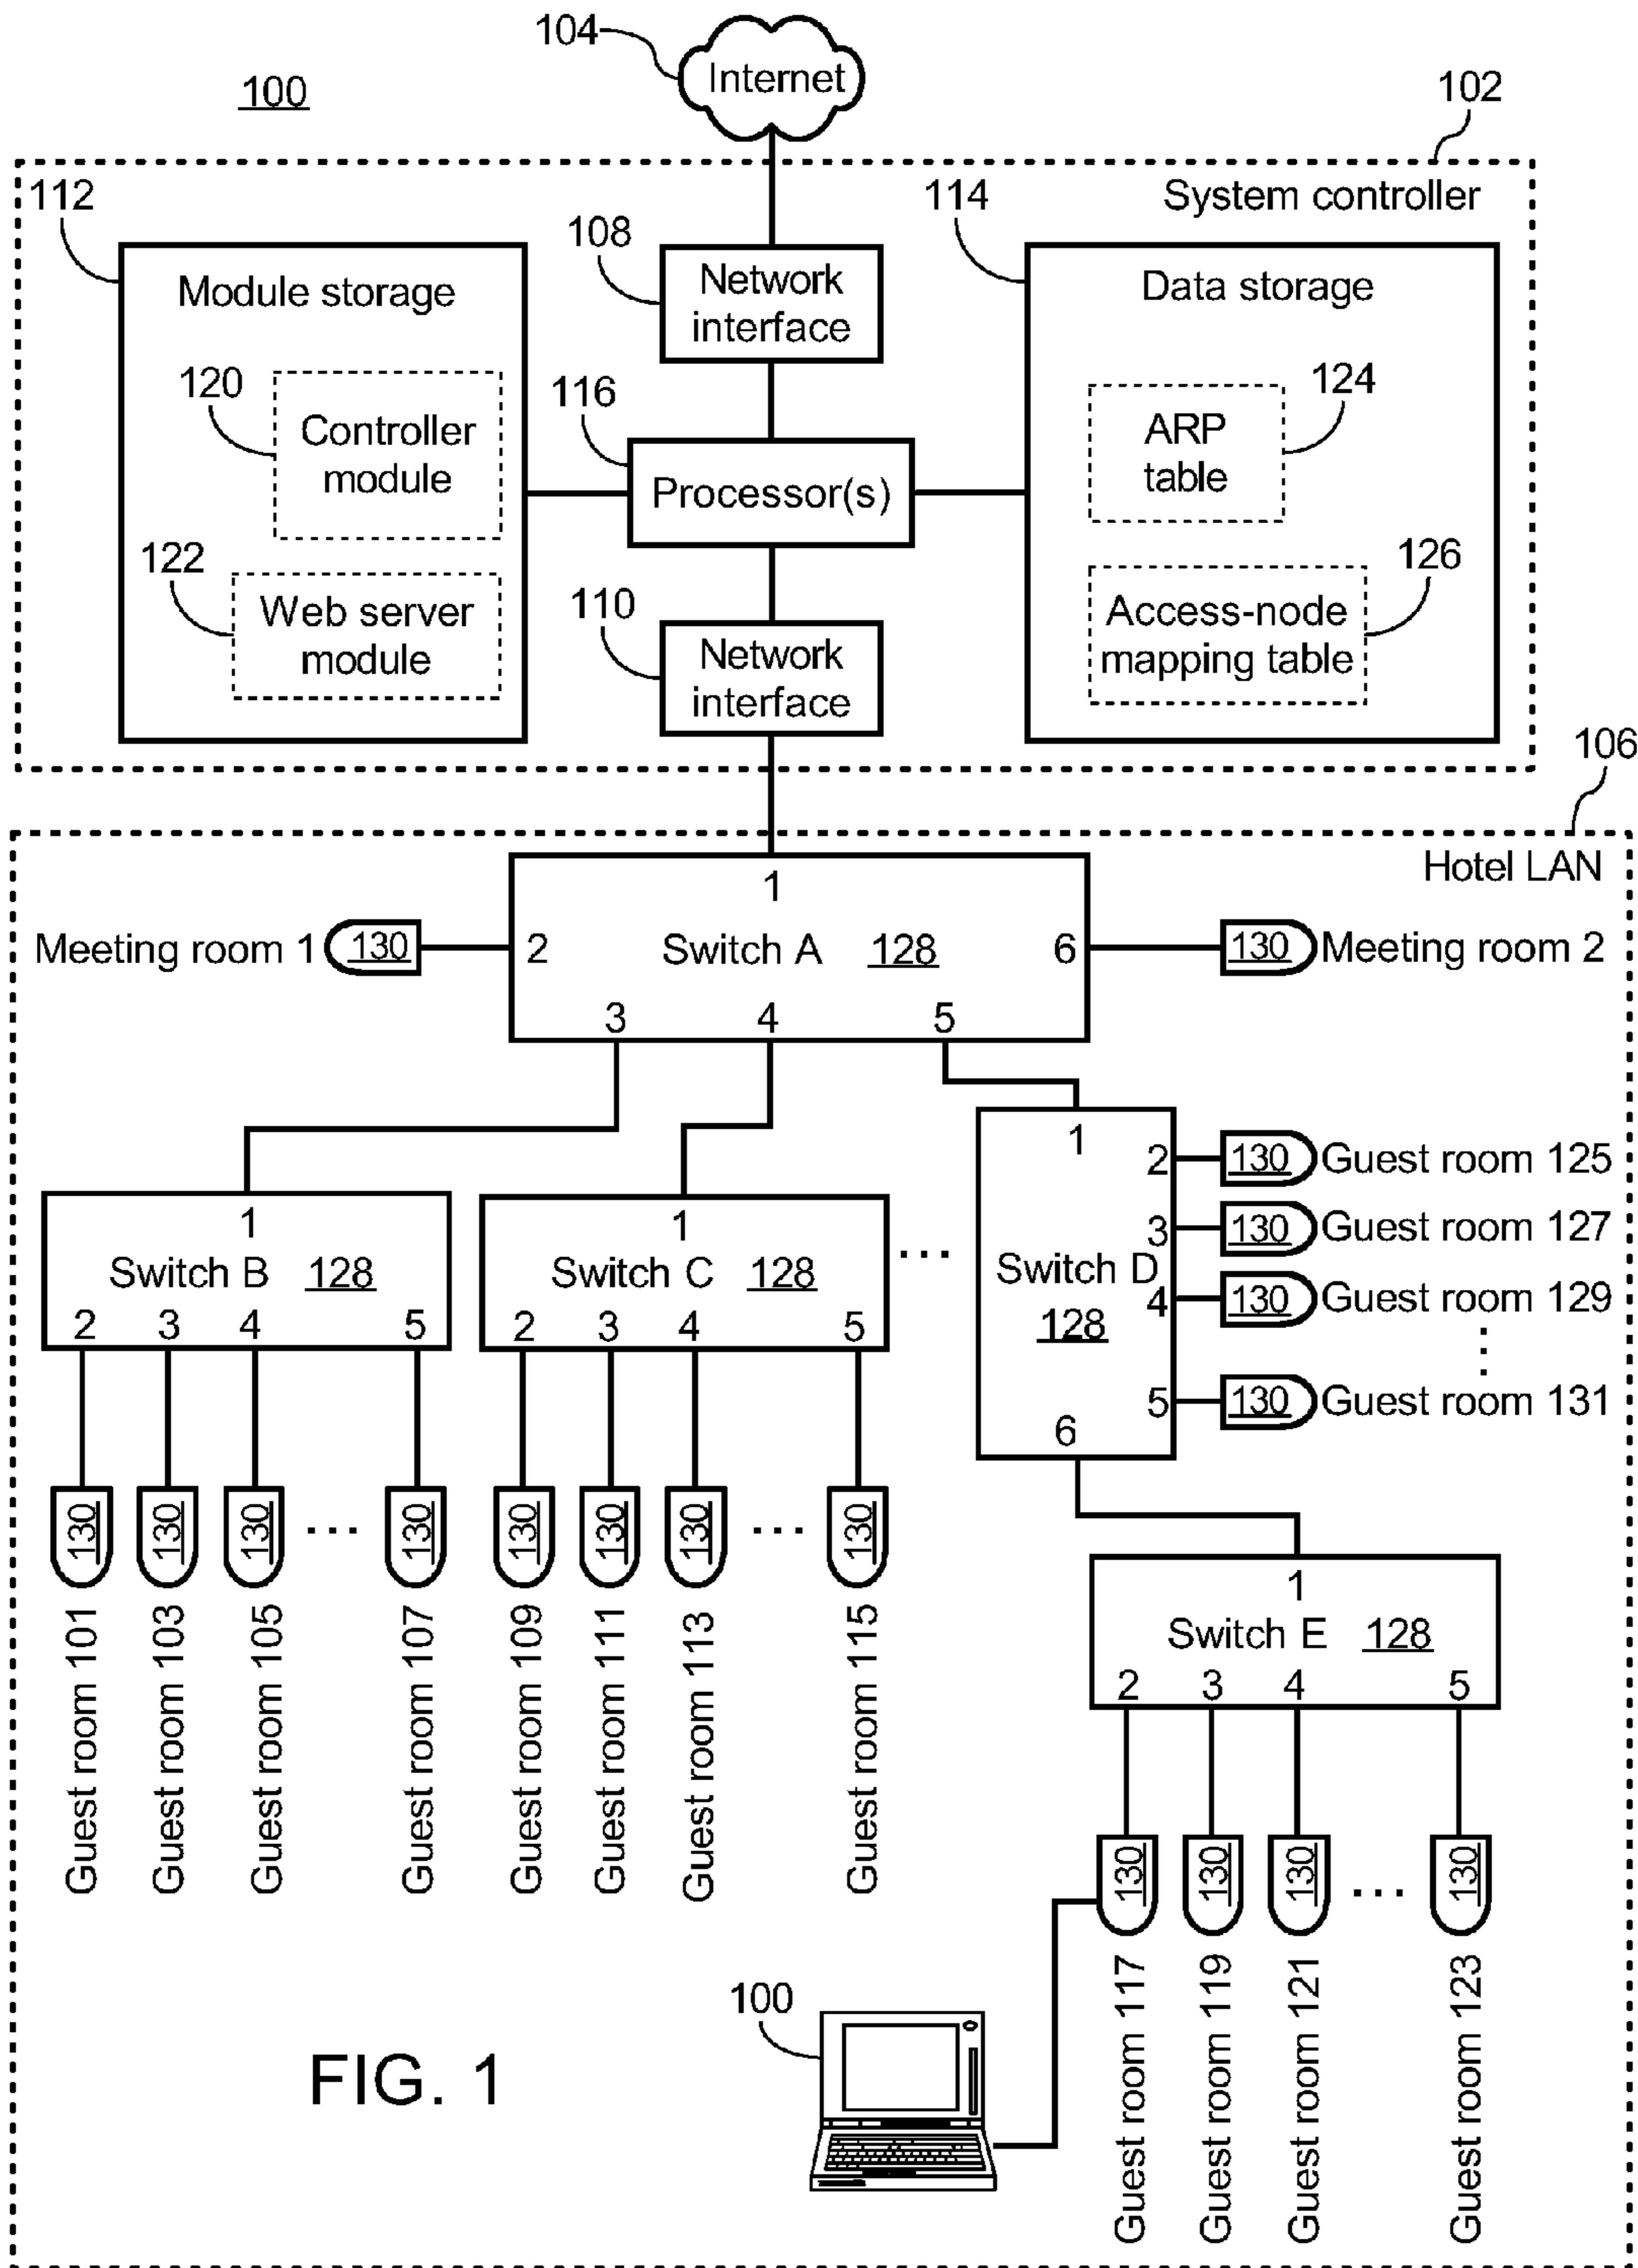 104
Internet
100
102
System controller
112
Module storage
120
Controller
module
122
Web server
module
108
Network
interface
116
Processor(s)
110
Network
interface
114
Data storage
124
ARP
table
126
Access-node
mapping table
106
Hotel LAN
1
Meeting room 1
130
2
Switch A
128
6
130
Meeting room 2
3
4
5
1
Switch B
128
2
3
4
5
1
Switch C
128
2
3
4
5
...
1
Switch D
128
2
130
Guest room 125
3
130
Guest room 127
4
130
Guest room 129
...
5
130
Guest room 131
6
130
130
130
...
130
130
130
130
...
130
Guest room 101
Guest room 103
Guest room 105
Guest room 107
Guest room 109
Guest room 111
Guest room 113
Guest room 115
1
Switch E
128
2
3
4
5
130
130
130
...
130
Guest room 117
Guest room 119
Guest room 121
Guest room 123
100
FIG. 1